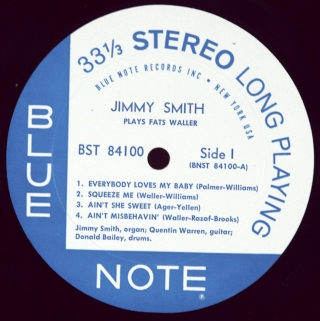 33 1/3 STEREO LONG PLAYING
BLUE NOTE RECORDS INC • NEW YORK USA
JIMMY SMITH
PLAYS FATS WALLER
BST 84100
Side 1
(BNST 84100-A)
1. EVERYBODY LOVES MY BABY (Palmer-Williams)
2. SQUEEZE ME (Waller-Williams)
3. AIN'T SHE SWEET (Ager-Yellen)
4. AIN'T MISBEHAVIN' (Waller-Razaf-Brooks)
Jimmy Smith, organ; Quentin Warren, guitar;
Donald Bailey, drums.
BLUE
NOTE
®